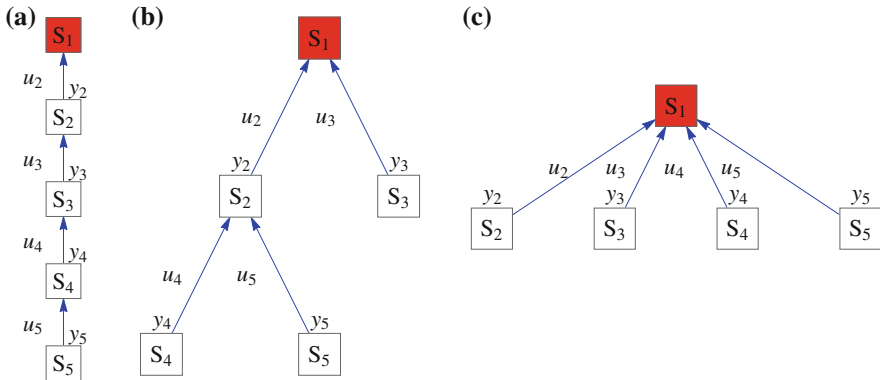 (a)
S₁
u₂
y₂
S₂
u₃
y₃
S₃
u₄
y₄
S₄
u₅
y₅
S₅
(b)
S₁
u₂
u₃
y₂
y₃
S₂
S₃
u₄
u₅
y₄
y₅
S₄
S₅
(c)
S₁
u₂
u₃
u₄
u₅
y₂
y₃
y₄
y₅
S₂
S₃
S₄
S₅